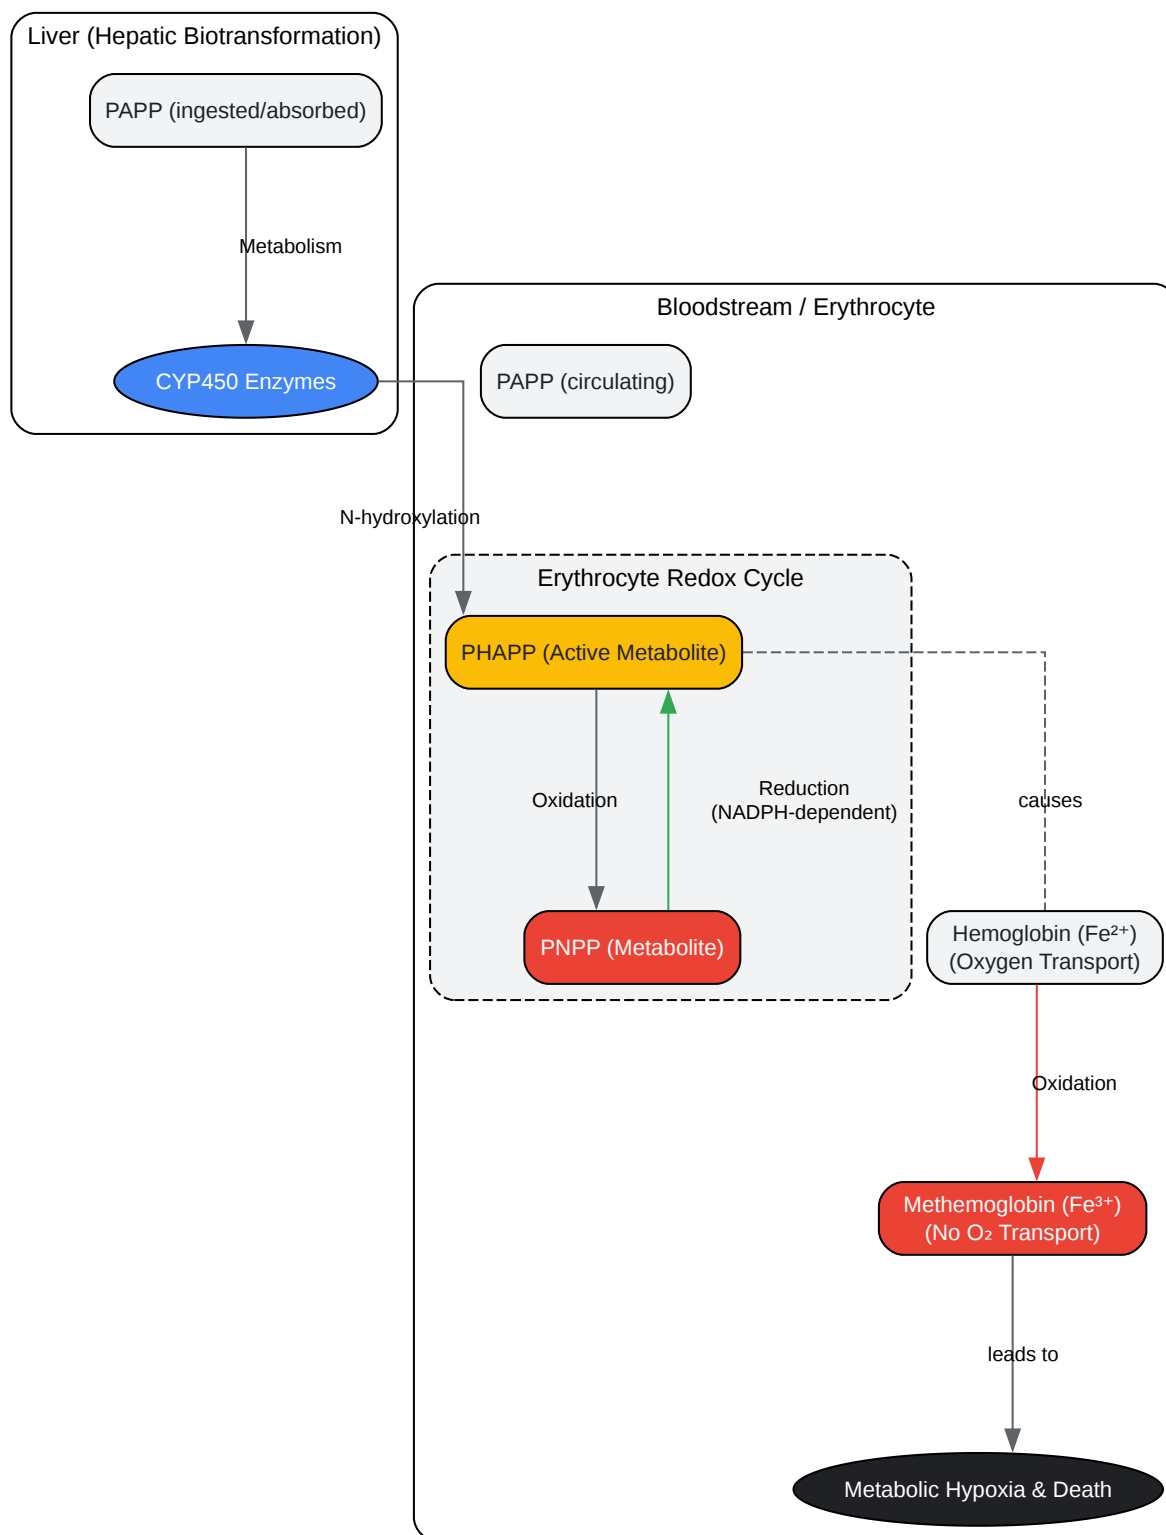 Liver (Hepatic Biotransformation)
PAPP (ingested/absorbed)
Metabolism
CYP450 Enzymes
Bloodstream / Erythrocyte
PAPP (circulating)
N-hydroxylation
Erythrocyte Redox Cycle
PHAPP (Active Metabolite)
Oxidation
Reduction
(NADPH-dependent)
causes
PNPP (Metabolite)
Hemoglobin (Fe²⁺)
(Oxygen Transport)
Oxidation
Methemoglobin (Fe³⁺)
(No O₂ Transport)
leads to
Metabolic Hypoxia & Death